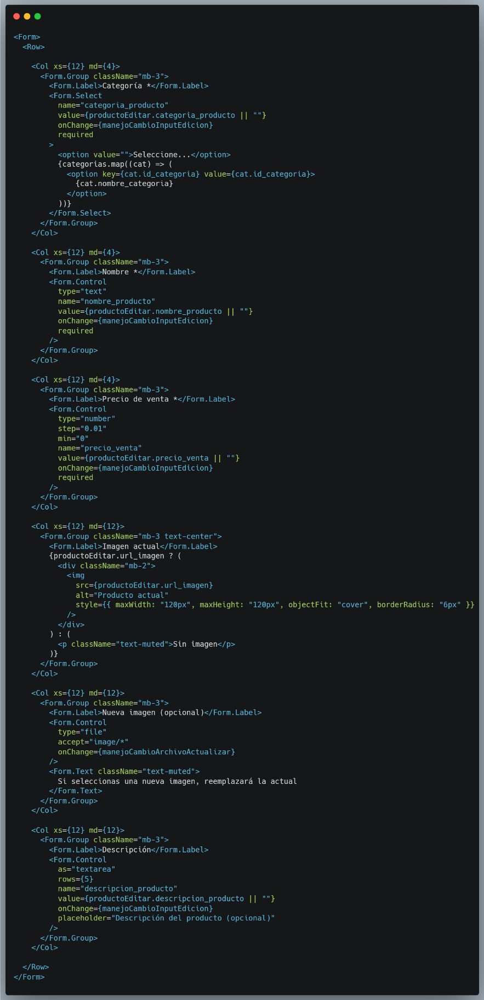 <Form>
  <Row>

    <Col xs={12} md={4}>
      <Form.Group className="mb-3">
        <Form.Label>Categoría *</Form.Label>
        <Form.Select
          name="categoria_producto"
          value={productoEditar.categoria_producto || ""}
          onChange={manejoCambioInputEdicion}
          required
        >
          <option value="">Seleccione...</option>
          {categorias.map((cat) => (
            <option key={cat.id_categoria} value={cat.id_categoria}>
              {cat.nombre_categoria}
            </option>
          ))}
        </Form.Select>
      </Form.Group>
    </Col>

    <Col xs={12} md={4}>
      <Form.Group className="mb-3">
        <Form.Label>Nombre *</Form.Label>
        <Form.Control
          type="text"
          name="nombre_producto"
          value={productoEditar.nombre_producto || ""}
          onChange={manejoCambioInputEdicion}
          required
        />
      </Form.Group>
    </Col>

    <Col xs={12} md={4}>
      <Form.Group className="mb-3">
        <Form.Label>Precio de venta *</Form.Label>
        <Form.Control
          type="number"
          step="0.01"
          min="0"
          name="precio_venta"
          value={productoEditar.precio_venta || ""}
          onChange={manejoCambioInputEdicion}
          required
        />
      </Form.Group>
    </Col>

    <Col xs={12} md={12}>
      <Form.Group className="mb-3 text-center">
        <Form.Label>Imagen actual</Form.Label>
        {productoEditar.url_imagen ? (
          <div className="mb-2">
            <img
              src={productoEditar.url_imagen}
              alt="Producto actual"
              style={{ maxWidth: "120px", maxHeight: "120px", objectFit: "cover", borderRadius: "6px" }}
            />
          </div>
        ) : (
          <p className="text-muted">Sin imagen</p>
        )}
      </Form.Group>
    </Col>

    <Col xs={12} md={12}>
      <Form.Group className="mb-3">
        <Form.Label>Nueva imagen (opcional)</Form.Label>
        <Form.Control
          type="file"
          accept="image/*"
          onChange={manejoCambioArchivoActualizar}
        />
        <Form.Text className="text-muted">
          Si seleccionas una nueva imagen, reemplazará la actual
        </Form.Text>
      </Form.Group>
    </Col>

    <Col xs={12} md={12}>
      <Form.Group className="mb-3">
        <Form.Label>Descripción</Form.Label>
        <Form.Control
          as="textarea"
          rows={5}
          name="descripcion_producto"
          value={productoEditar.descripcion_producto || ""}
          onChange={manejoCambioInputEdicion}
          placeholder="Descripción del producto (opcional)"
        />
      </Form.Group>
    </Col>

  </Row>
</Form>